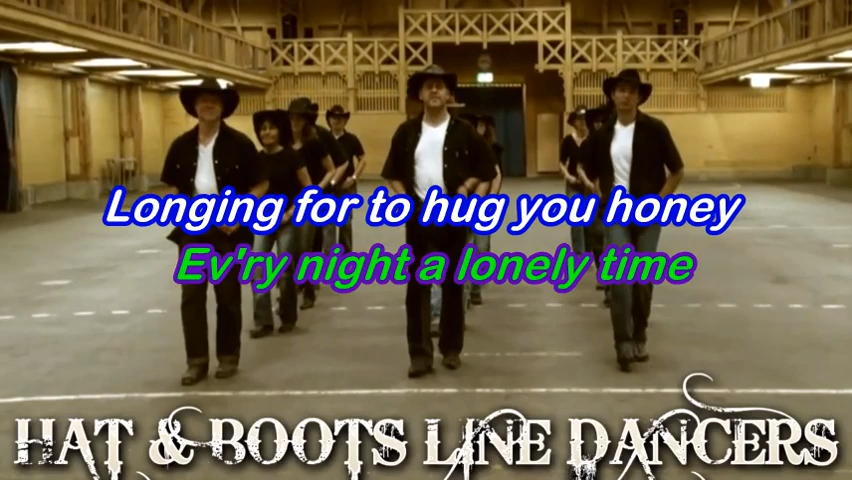 Longing for to hug you honey
Ev'ry night a lonely time
HAT & BOOTS LINE DANCERS